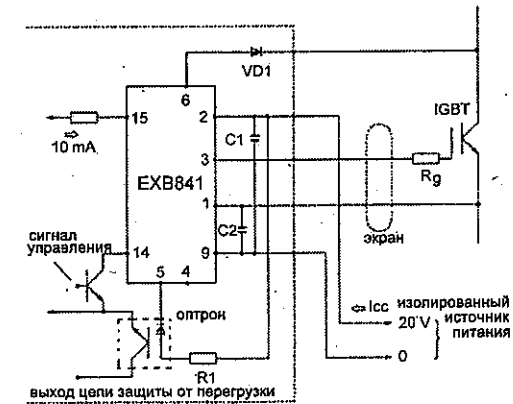 VD1
IGBT
6
15
2
10 mA
C1
3
EXB841
Rg
1
экран
C2
сигнал
управления
14
9
5
4
оптрон
Icc
изолированный
источник
питания
20 V
0
R1
выход цепи защиты от перегрузки